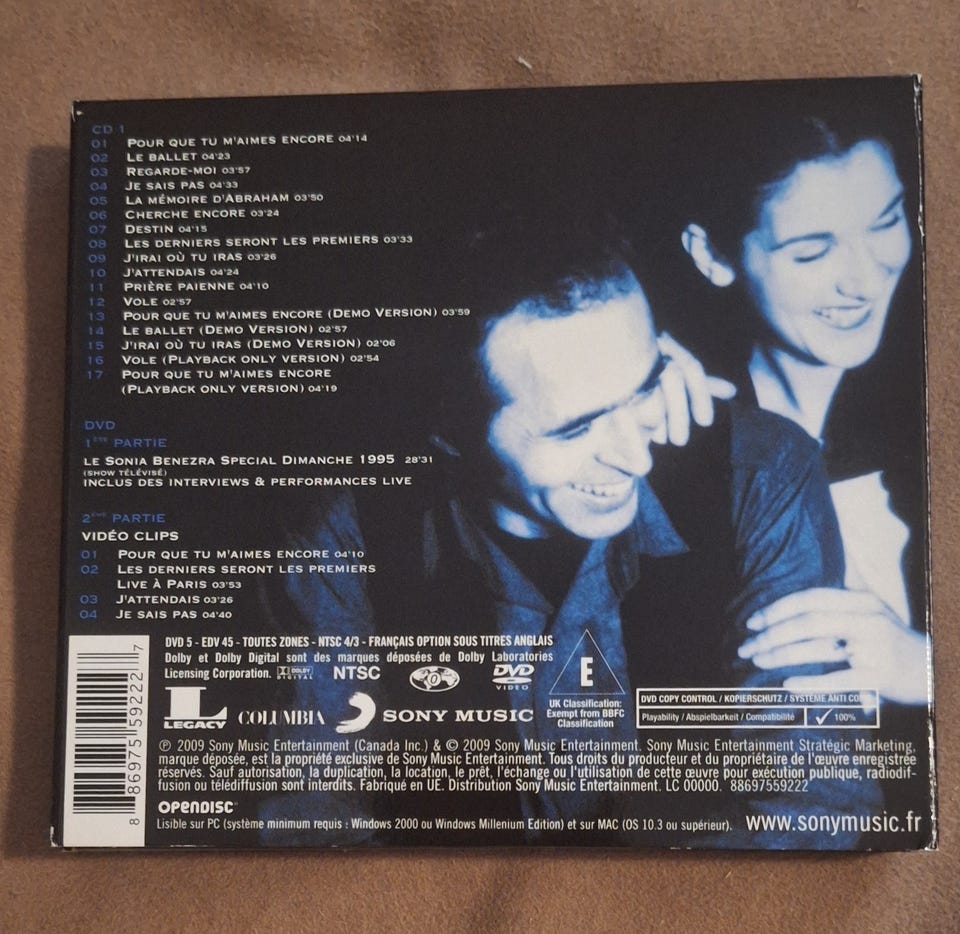 CD 1
01 POUR QUE TU M'AIMES ENCORE 04'14
02 LE BALLET 04'23
03 REGARDE-MOI 03'57
04 JE SAIS PAS 04'33
05 LA MÉMOIRE D'ABRAHAM 03'50
06 CHERCHE ENCORE 03'24
07 DESTIN 04'15
08 LES DERNIERS SERONT LES PREMIERS 03'33
09 J'IRAI OÙ TU IRAS 03'26
10 J'ATTENDAIS 04'24
11 PRIÈRE PAIENNE 04'10
12 VOLE 02'57
13 POUR QUE TU M'AIMES ENCORE (DEMO VERSION) 03'59
14 LE BALLET (DEMO VERSION) 02'57
15 J'IRAI OÙ TU IRAS (DEMO VERSION) 02'06
16 VOLE (PLAYBACK ONLY VERSION) 02'54
17 POUR QUE TU M'AIMES ENCORE
(PLAYBACK ONLY VERSION) 04'19
DVD
1ÈRE PARTIE
LE SONIA BENEZRA SPECIAL DIMANCHE 1995 28'31
(SHOW TÉLÉVISÉ)
INCLUS DES INTERVIEWS & PERFORMANCES LIVE
2ÈME PARTIE
VIDÉO CLIPS
01 POUR QUE TU M'AIMES ENCORE 04'10
02 LES DERNIERS SERONT LES PREMIERS
LIVE À PARIS 03'53
03 J'ATTENDAIS 03'26
04 JE SAIS PAS 04'40
DVD 5 - EDV 45 - TOUTES ZONES - NTSC 4/3 - FRANÇAIS OPTION SOUS TITRES ANGLAIS
Dolby et Dolby Digital sont des marques déposées de Dolby Laboratories
Licensing Corporation. DOLBY DIGITAL NTSC DVD VIDEO
E
UK Classification:
Exempt from BBFC
Classification
DVD COPY CONTROL / KOPIERSCHUTZ / SYSTÈME ANTI CO
Playability / Abspielbarkeit / Compatibilité 100%
L LEGACY COLUMBIA SONY MUSIC
℗ 2009 Sony Music Entertainment (Canada Inc.) & © 2009 Sony Music Entertainment. Sony Music Entertainment Strategic Marketing,
marque déposée, est la propriété exclusive de Sony Music Entertainment. Tous droits du producteur et du propriétaire de l'œuvre enregistrée
réservés. Sauf autorisation, la duplication, la location, le prêt, l'échange ou l'utilisation de cette œuvre pour exécution publique, radiodif-
fusion ou télédiffusion sont interdits. Fabriqué en UE. Distribution Sony Music Entertainment. LC 00000. 88697559222
OPENDISC
Lisible sur PC (système minimum requis : Windows 2000 ou Windows Millenium Edition) et sur MAC (OS 10.3 ou supérieur). www.sonymusic.fr
8 86975 59222 7